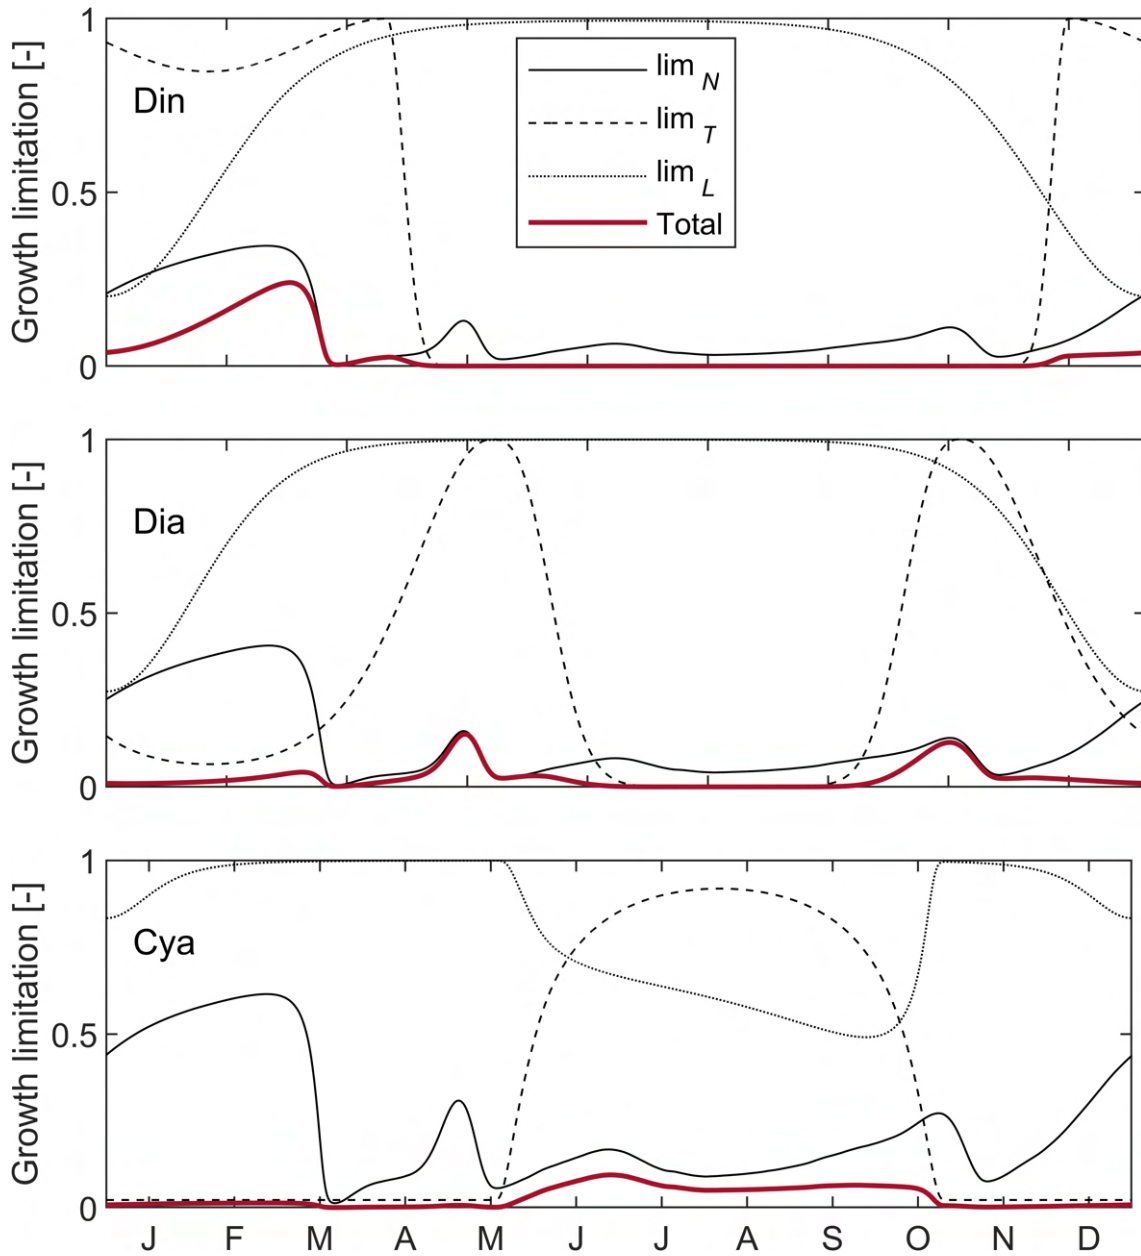 Growth limitation [-]
1
0.5
0
Din
lim N
lim T
lim L
Total
Growth limitation [-]
1
0.5
0
Dia
Growth limitation [-]
1
0.5
0
Cya
J F M A M J J A S O N D